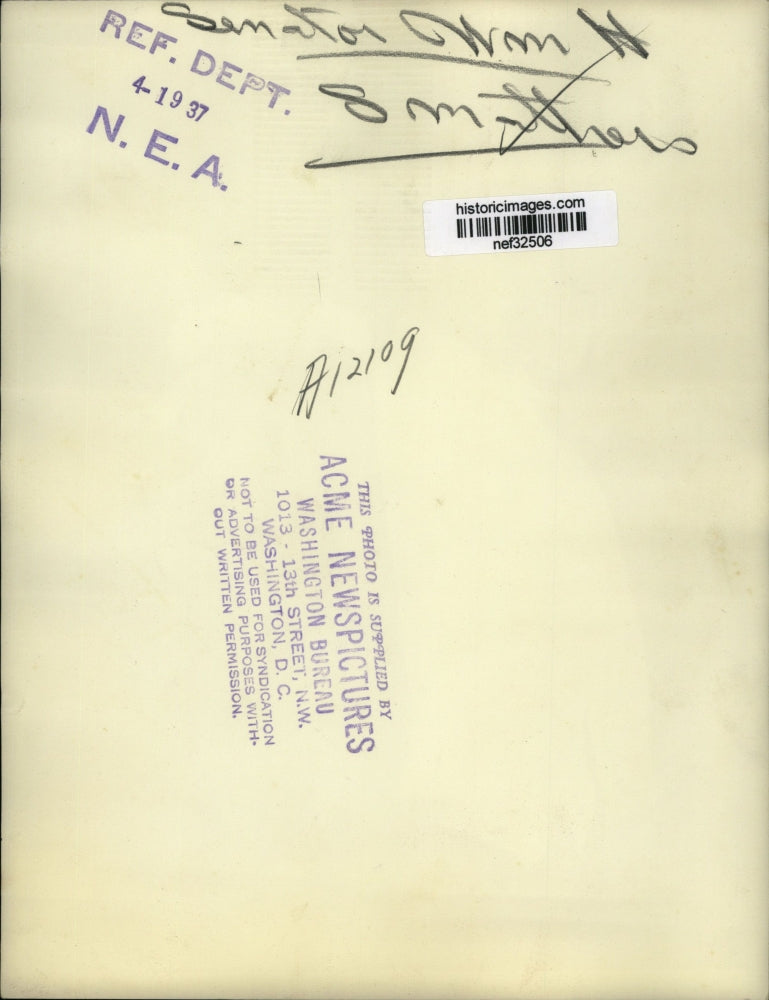 Senator Wm H
Smathers
REF. DEPT.
4-19 37
N. E. A.
historicimages.com
nef32506
A12109
THIS PHOTO IS SUPPLIED BY
ACME NEWSPICTURES
WASHINGTON BUREAU
1013 - 13th STREET, N.W.
WASHINGTON, D. C.
NOT TO BE USED FOR SYNDICATION
OR ADVERTISING PURPOSES WITH-
OUT WRITTEN PERMISSION.